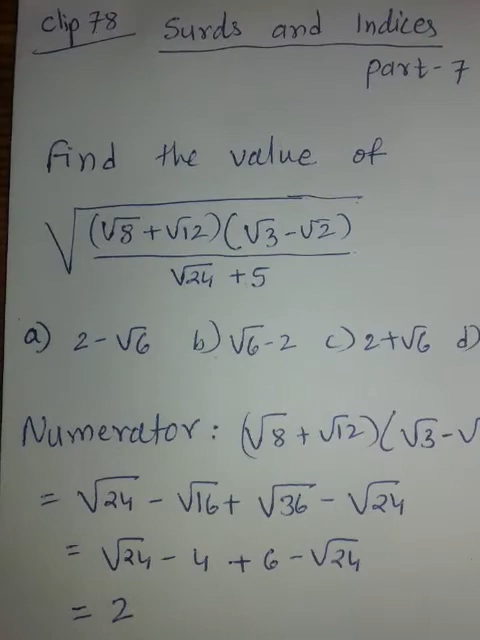 Clip 78 Surds and Indices
part-7
Find the value of
√((√8+√12)(√3-√2)/(√24+5))
a) 2-√6 b) √6-2 c) 2+√6 d)
Numerator: (√8+√12)(√3-√
= √24 - √16 + √36 - √24
= √24 - 4 + 6 - √24
= 2